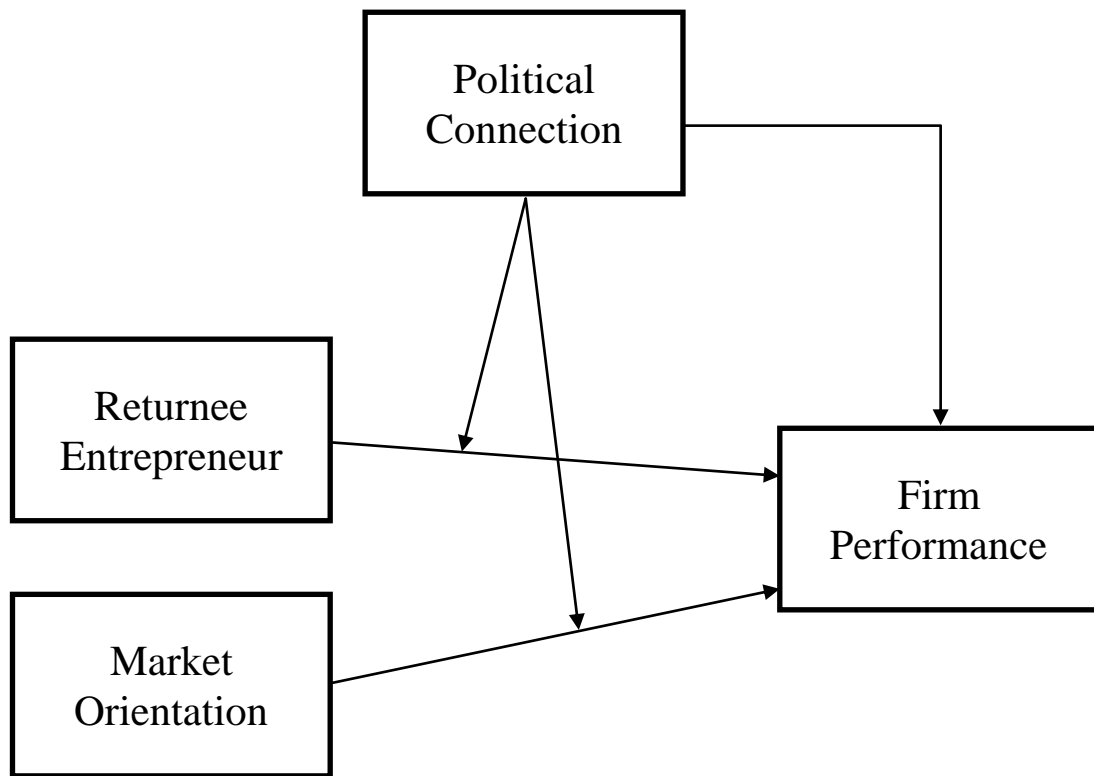 Political
Connection
Returnee
Entrepreneur
Firm
Performance
Market
Orientation